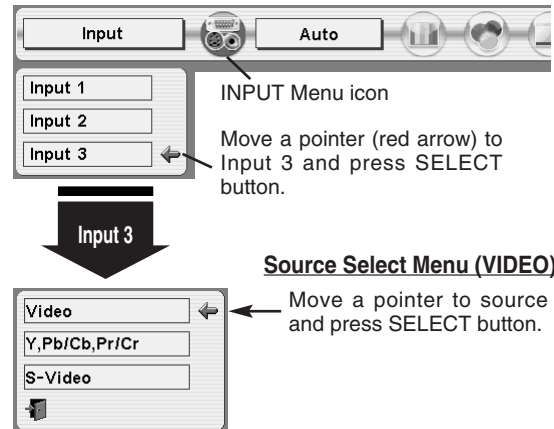 Input
Auto
Input 1
Input 2
Input 3
INPUT Menu icon
Move a pointer (red arrow) to
Input 3 and press SELECT
button.
Input 3
Source Select Menu (VIDEO)
Video
Y,Pb/Cb,Pr/Cr
S-Video
Move a pointer to source
and press SELECT button.